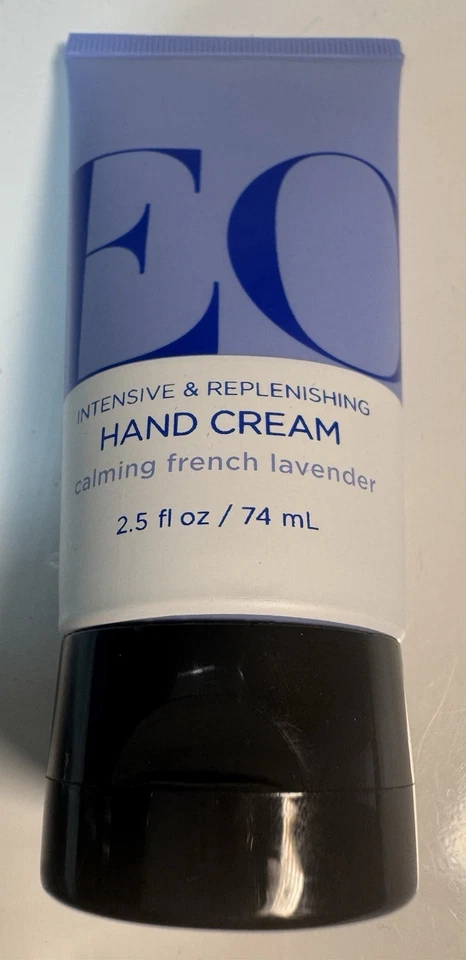 EO
INTENSIVE & REPLENISHING
HAND CREAM
calming french lavender
2.5 fl oz / 74 mL